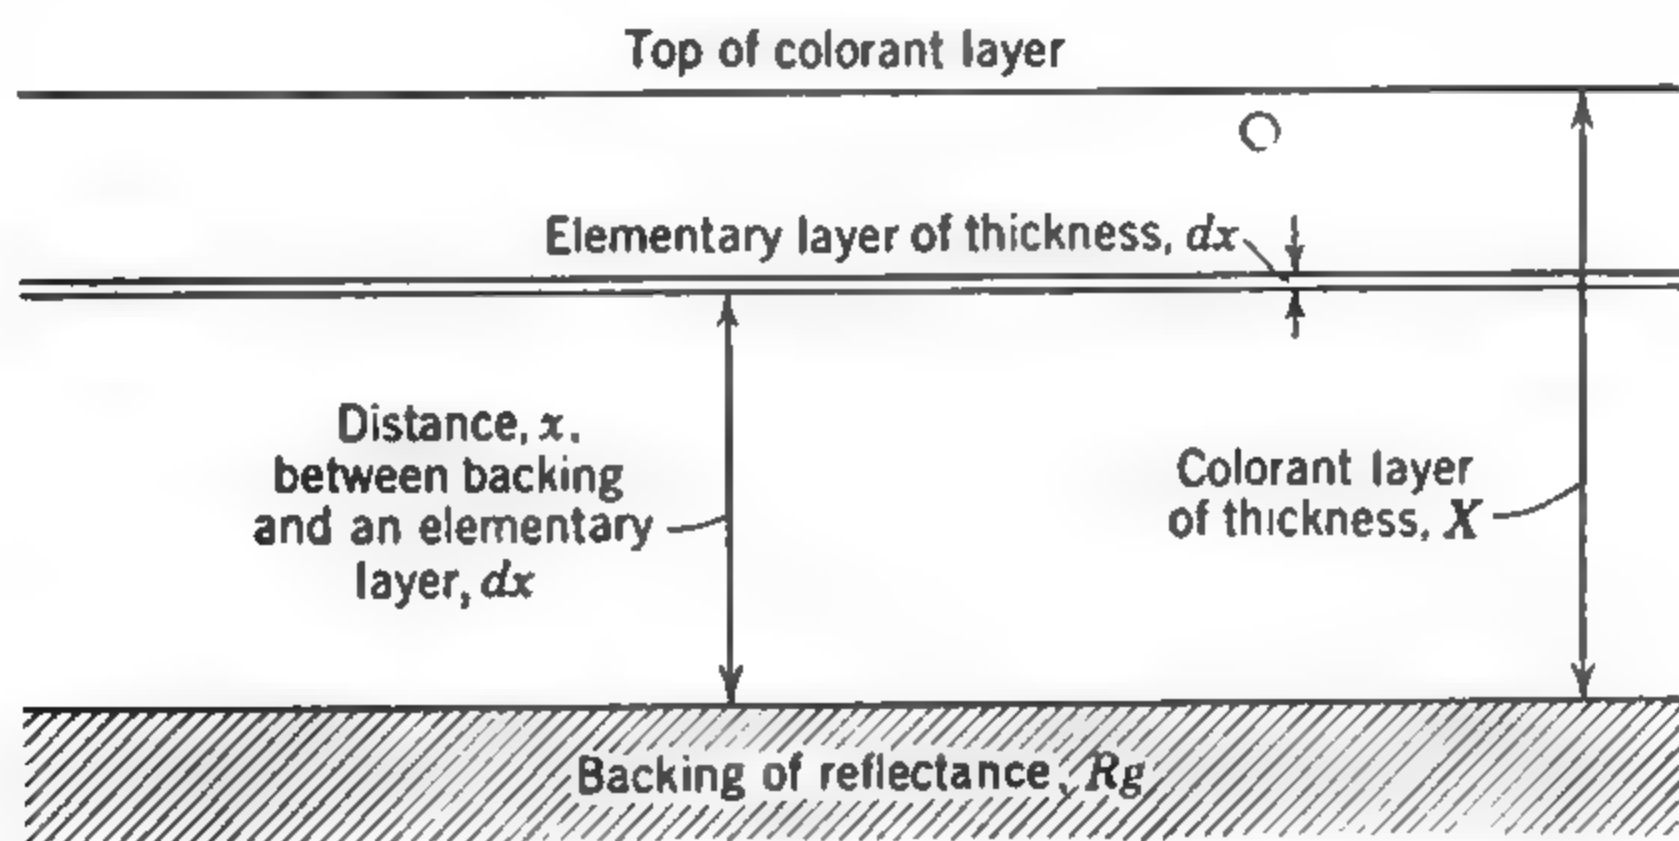 Top of colorant layer
Elementary layer of thickness, dx
Distance, x,
between backing
and an elementary
layer, dx
Colorant layer
of thickness, X
Backing of reflectance, Rg